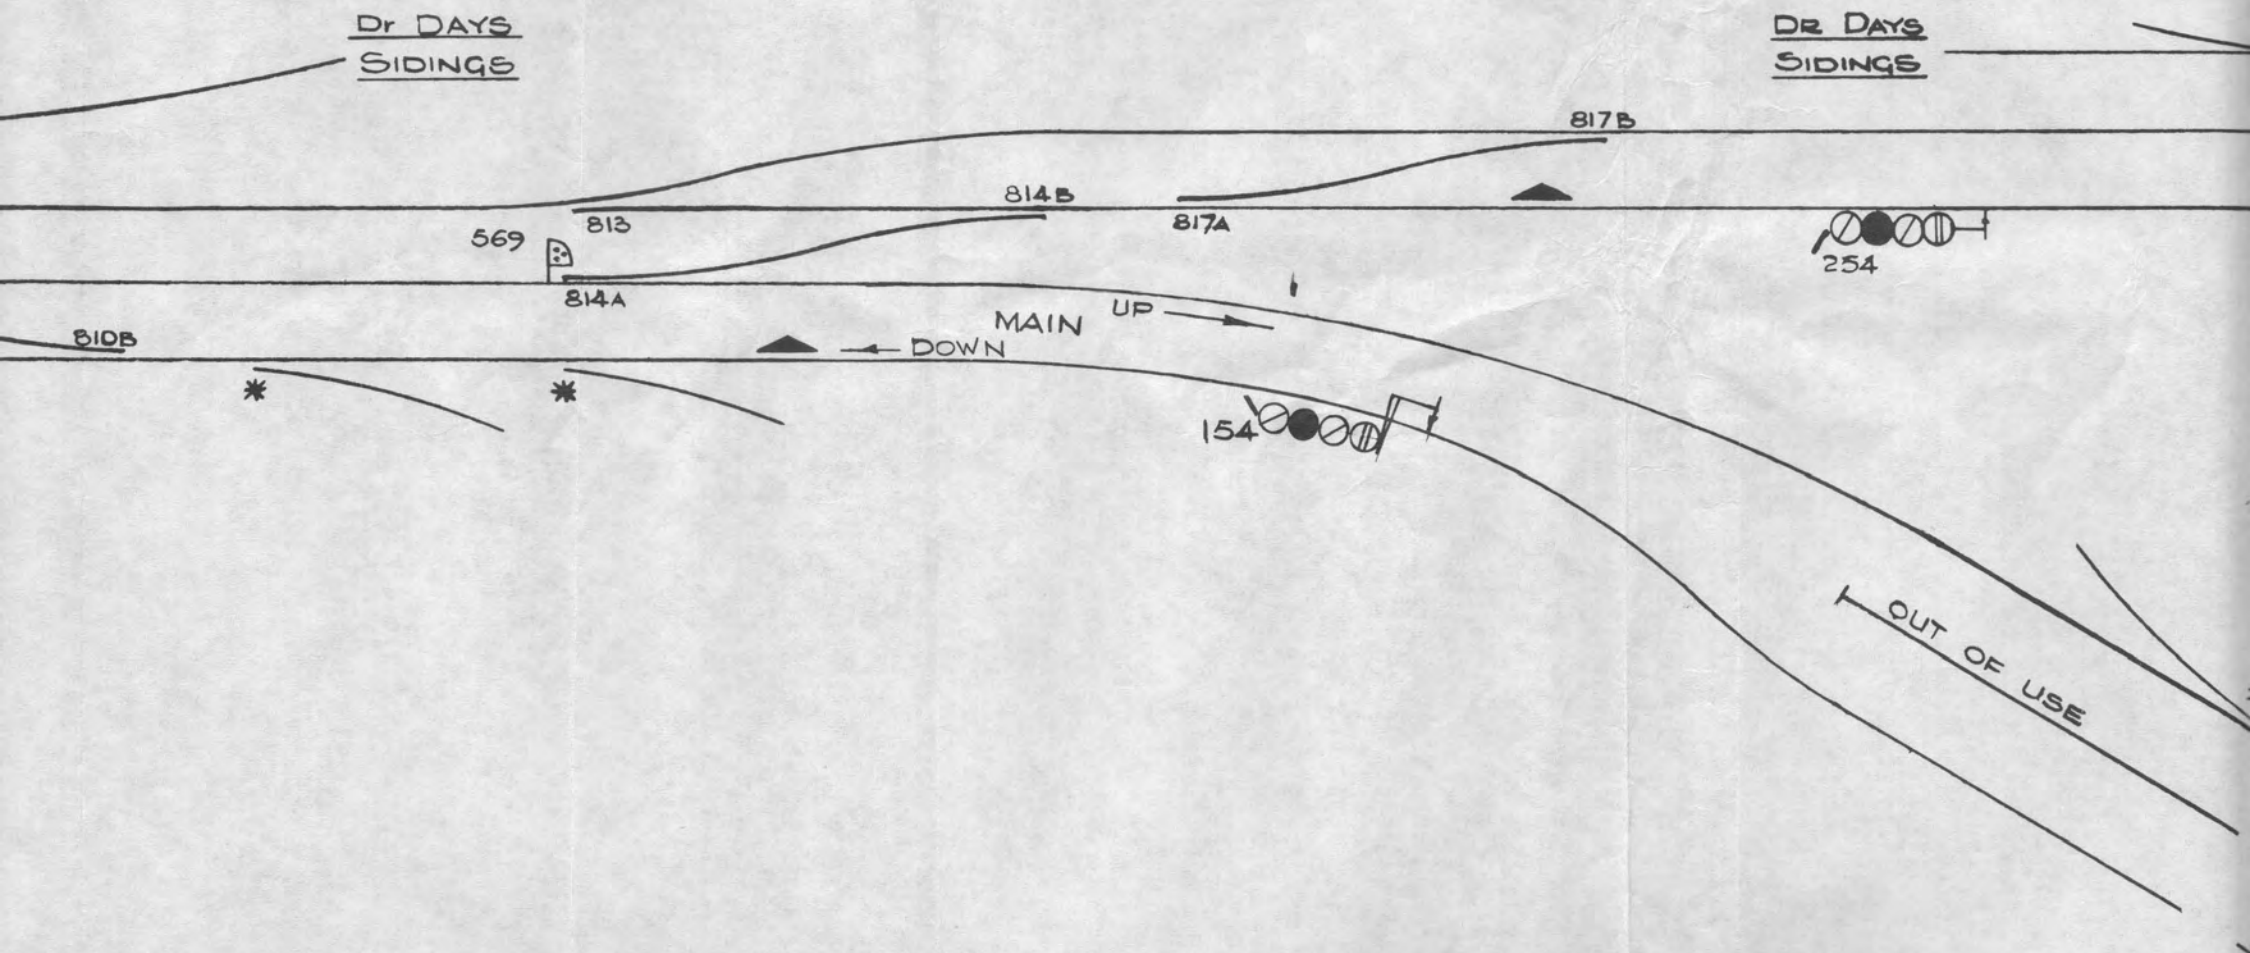 Dr DAYS
SIDINGS
DR DAYS
SIDINGS
817B
814B
813
817A
569
254
814A
UP
MAIN
810B
DOWN
154
OUT OF USE